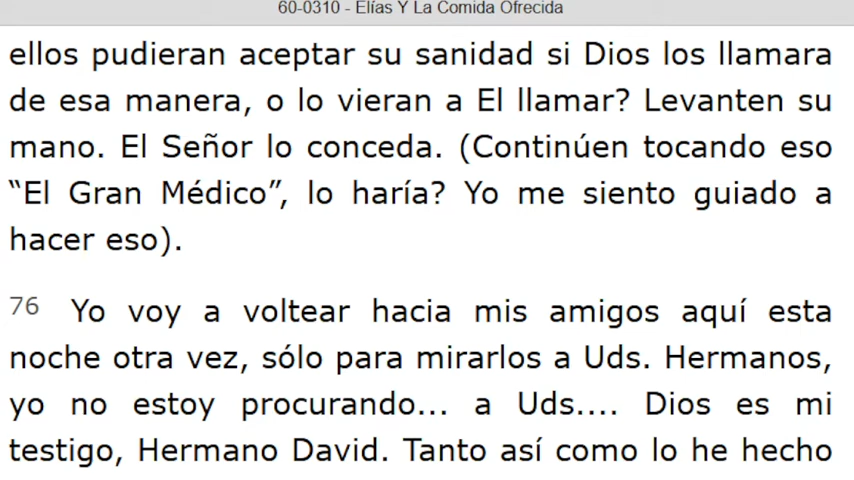 60-0310 - Elías Y La Comida Ofrecida
ellos pudieran aceptar su sanidad si Dios los llamara
de esa manera, o lo vieran a El llamar? Levanten su
mano. El Señor lo conceda. (Continúen tocando eso
“El Gran Médico”, lo haría? Yo me siento guiado a
hacer eso).
76 Yo voy a voltear hacia mis amigos aquí esta
noche otra vez, sólo para mirarlos a Uds. Hermanos,
yo no estoy procurando... a Uds.... Dios es mi
testigo, Hermano David. Tanto así como lo he hecho